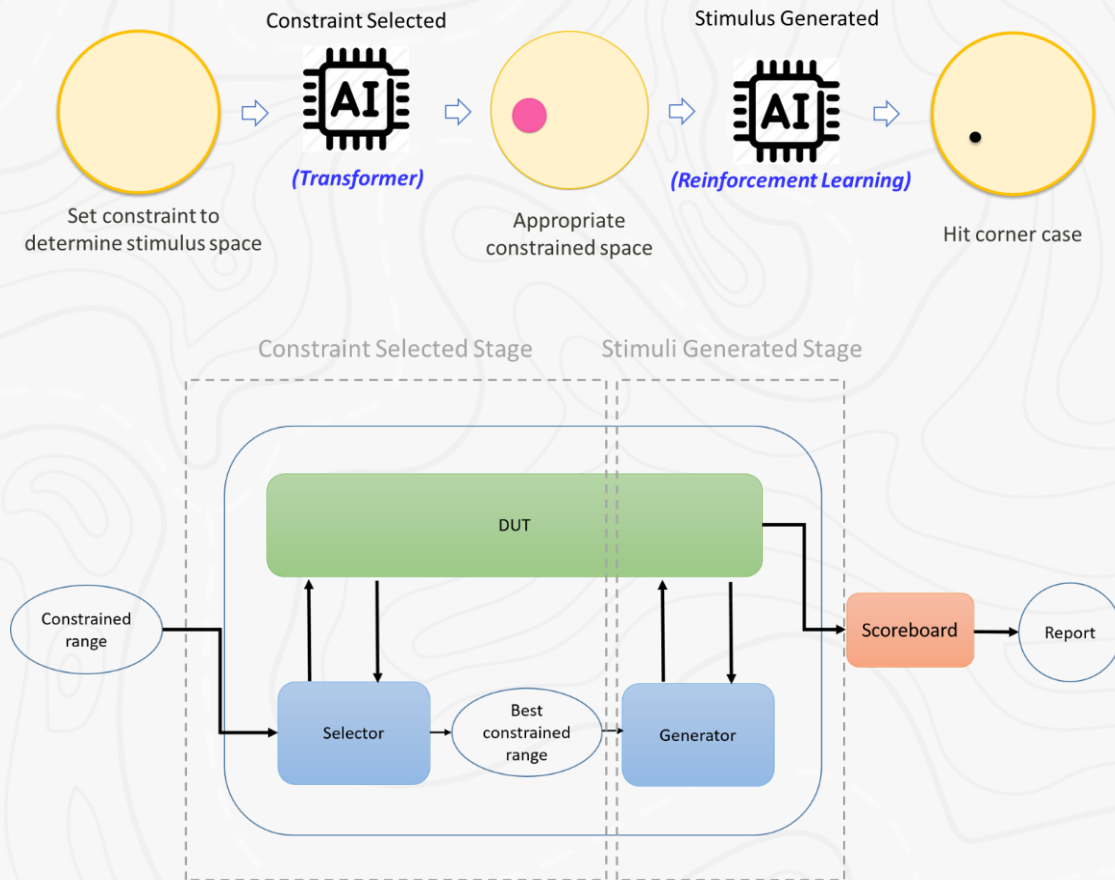 Constraint Selected
Stimulus Generated
AI
AI
(Transformer)
(Reinforcement Learning)
Set constraint to
determine stimulus space
Appropriate
constrained space
Hit corner case
Constraint Selected Stage
Stimuli Generated Stage
DUT
Constrained
range
Scoreboard
Report
Selector
Best
constrained
range
Generator